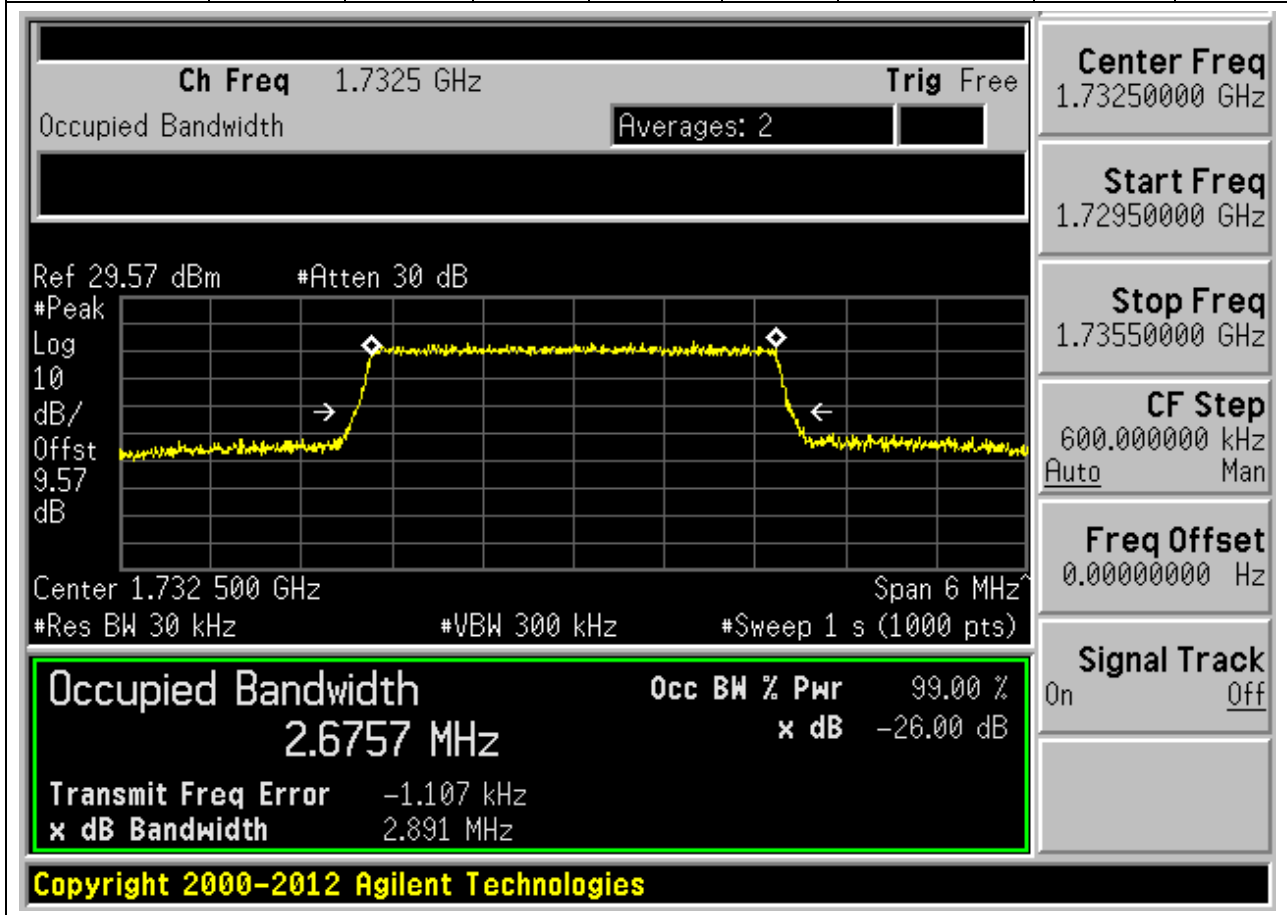 Ch Freq 1.7325 GHz Trig Free
Occupied Bandwidth Averages: 2
Ref 29.57 dBm #Atten 30 dB
#Peak
Log
10
dB/
Offst
9.57
dB
Center 1.732 500 GHz Span 6 MHz^
#Res BW 30 kHz #VBW 300 kHz #Sweep 1 s (1000 pts)
Occupied Bandwidth Occ BW % Pwr 99.00 %
2.6757 MHz x dB -26.00 dB
Transmit Freq Error -1.107 kHz
x dB Bandwidth 2.891 MHz
Copyright 2000-2012 Agilent Technologies
Center Freq
1.73250000 GHz
Start Freq
1.72950000 GHz
Stop Freq
1.73550000 GHz
CF Step
600.000000 kHz
Auto Man
Freq Offset
0.00000000 Hz
Signal Track
On Off